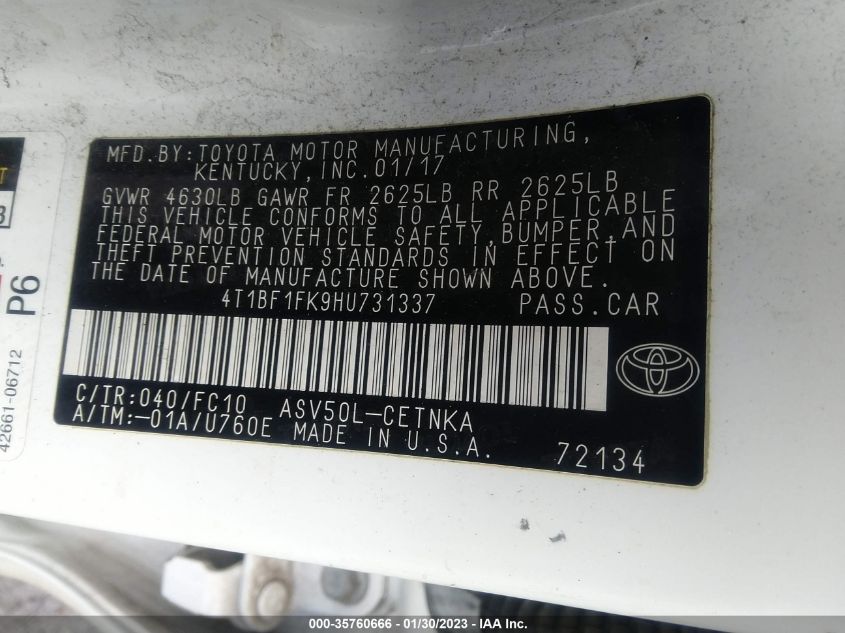 MFD.BY:TOYOTA MOTOR MANUFACTURING,
KENTUCKY,INC.01/17
GVWR 4630LB GAWR FR 2625LB RR 2625LB
THIS VEHICLE CONFORMS TO ALL APPLICABLE
FEDERAL MOTOR VEHICLE SAFETY,BUMPER,AND
THEFT PREVENTION STANDARDS IN EFFECT ON
THE DATE OF MANUFACTURE SHOWN ABOVE.
4T1BF1FK9HU731337 PASS.CAR
C/TR:040/FC10 ASV50L-CETNKA
A/TM:-01A/U760E MADE IN U.S.A.
72134
P6
42661-06712
000-35760666 - 01/30/2023 - IAA Inc.